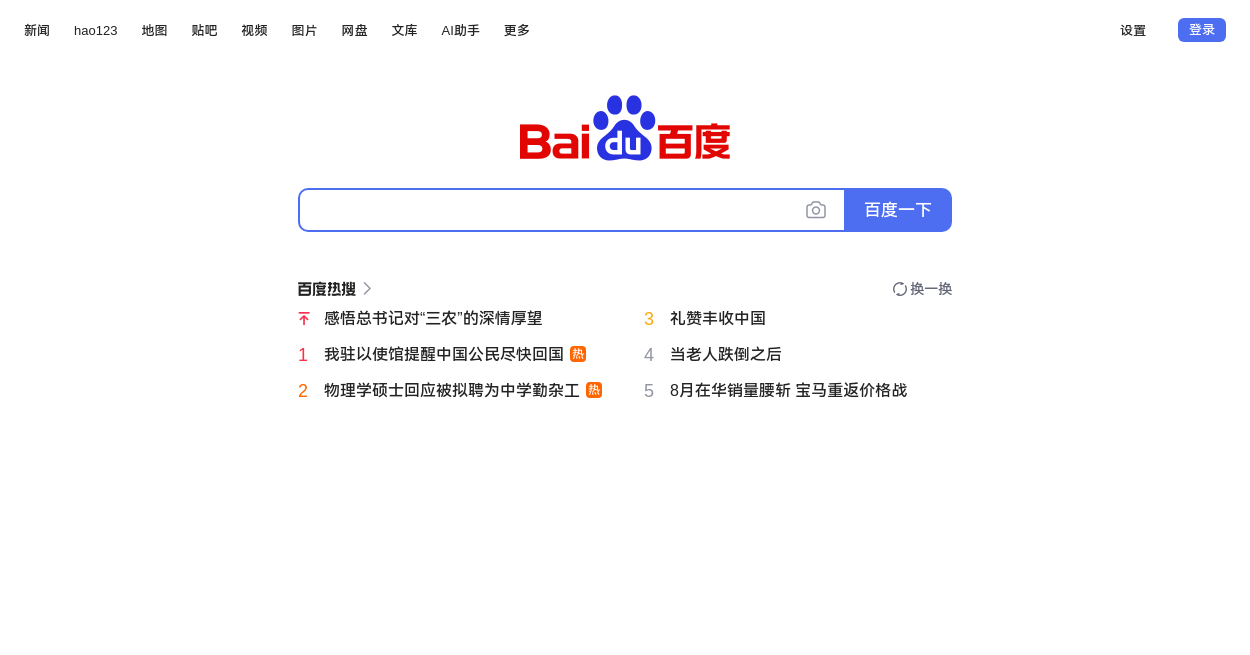 新闻 hao123 地图 贴吧 视频 图片 网盘 文库 AI助手 更多 设置 登录
Bai du 百度
百度一下
百度热搜 换一换
感悟总书记对“三农”的深情厚望
1 我驻以使馆提醒中国公民尽快回国 热
2 物理学硕士回应被拟聘为中学勤杂工 热
3 礼赞丰收中国
4 当老人跌倒之后
5 8月在华销量腰斩 宝马重返价格战